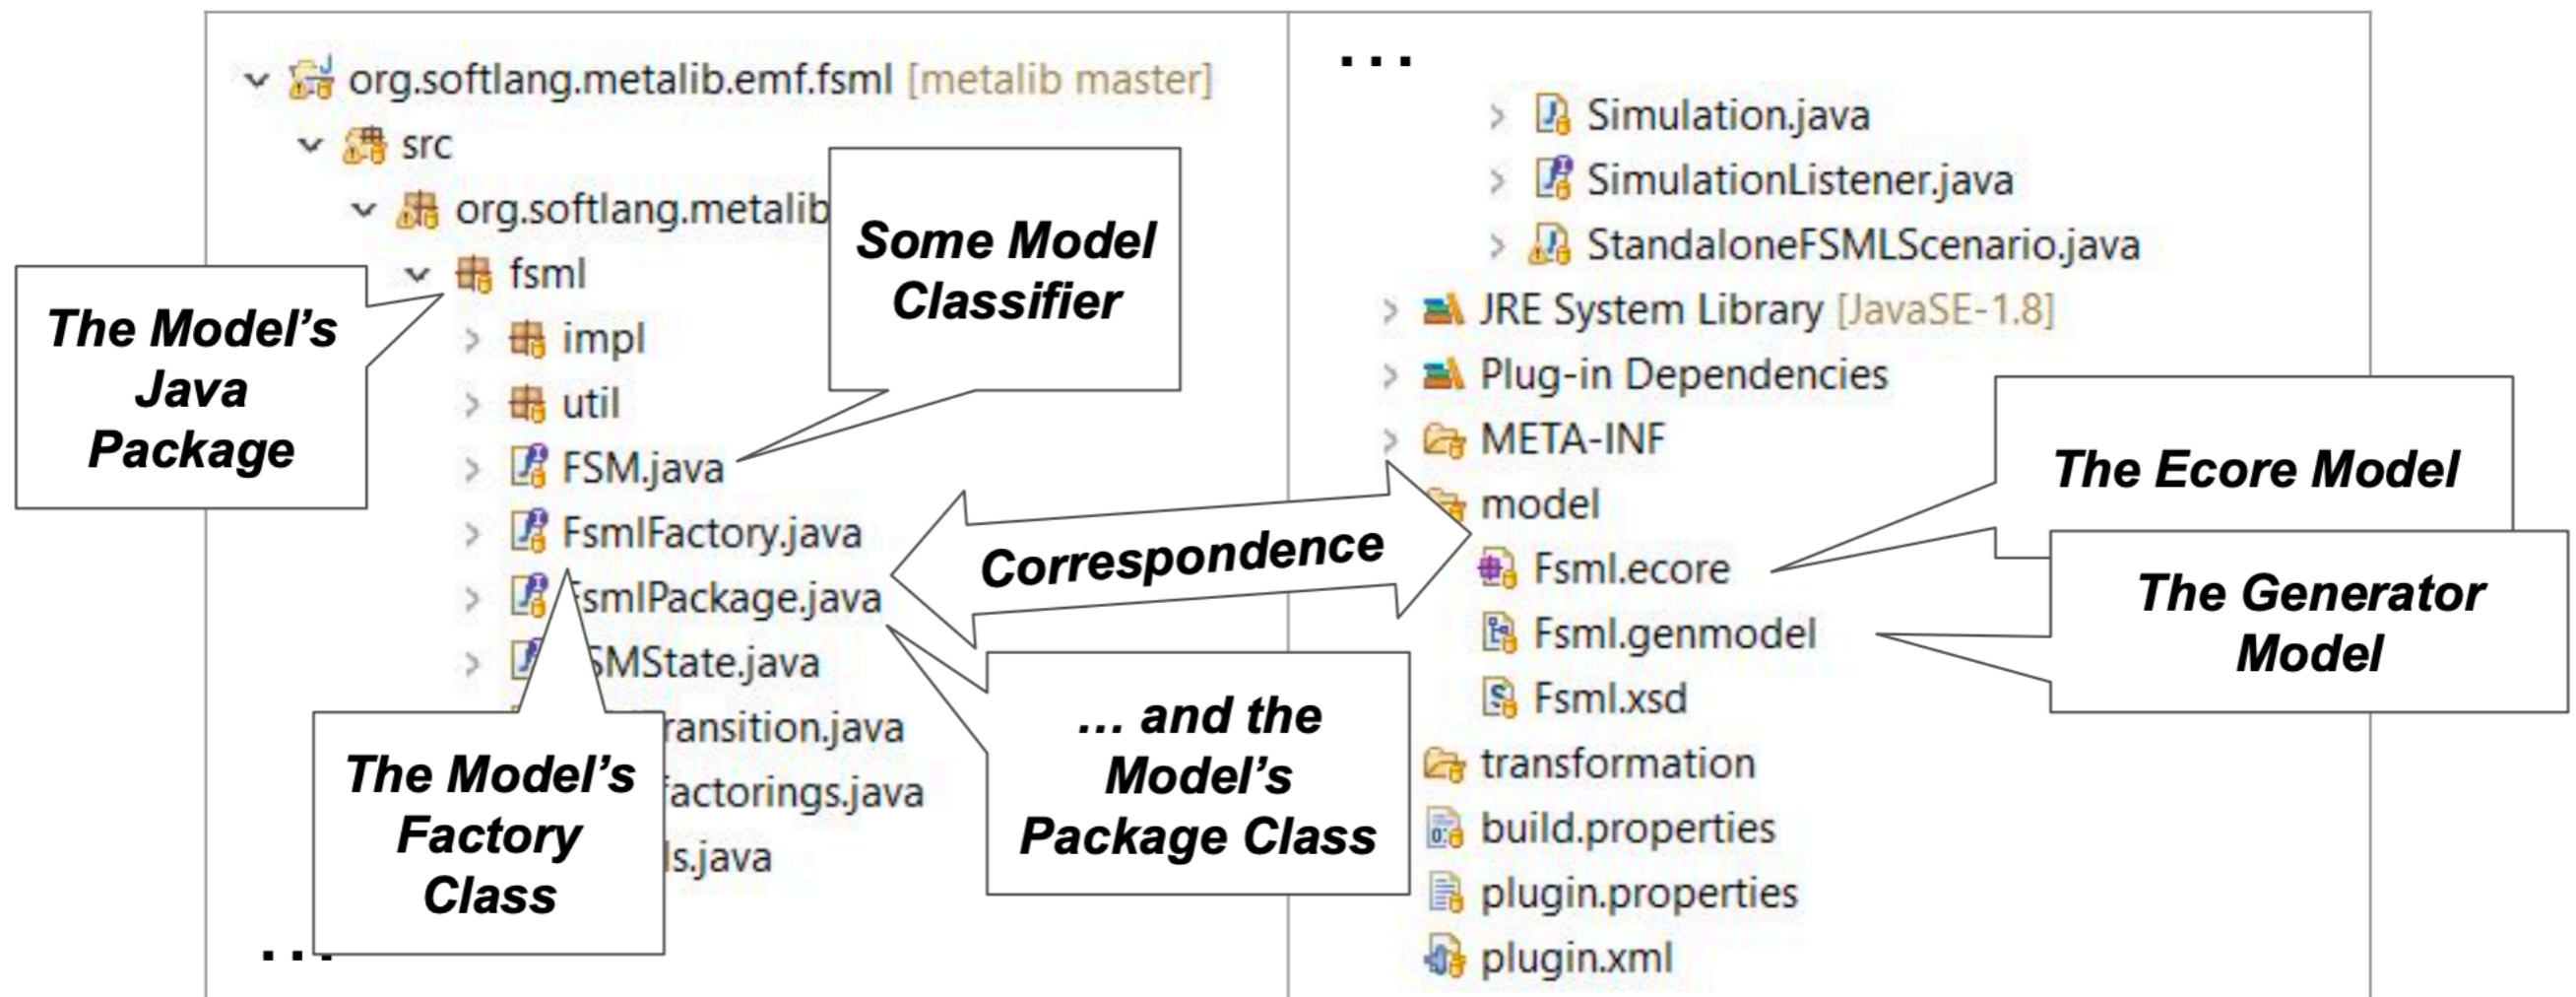 org.softlang.metalib.emf.fsml [metalib master]
src
org.softlang.metalib
fsml
impl
util
FSM.java
FsmlFactory.java
smlPackage.java
SMState.java
ransition.java
factorings.java
ls.java
...
The Model's
Java
Package
Some Model
Classifier
The Model's
Factory
Class
... and the
Model's
Package Class
Correspondence
...
Simulation.java
SimulationListener.java
StandaloneFSMLScenario.java
JRE System Library [JavaSE-1.8]
Plug-in Dependencies
META-INF
model
Fsml.ecore
Fsml.genmodel
Fsml.xsd
transformation
build.properties
plugin.properties
plugin.xml
The Ecore Model
The Generator
Model